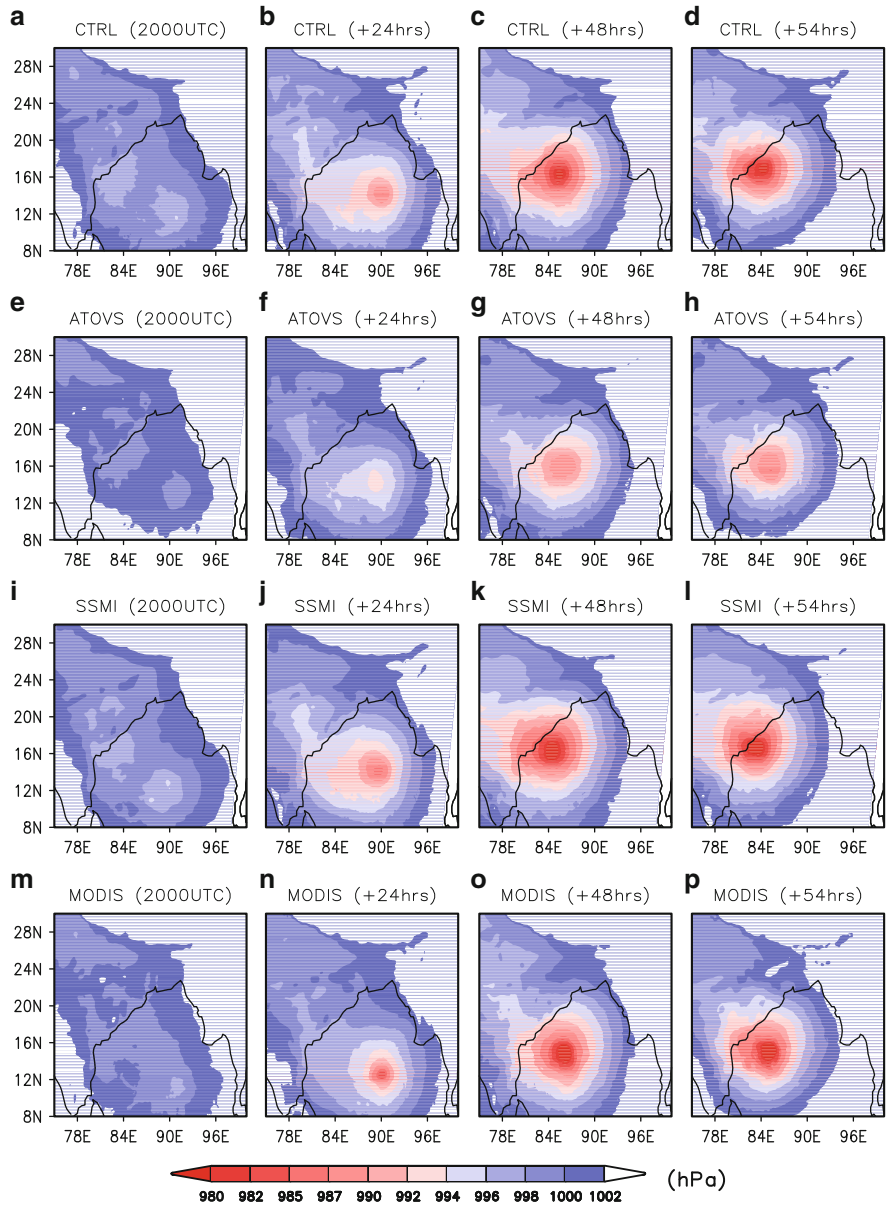 a b c d
CTRL (2000UTC) CTRL (+24hrs) CTRL (+48hrs) CTRL (+54hrs)
28N
24N
20N
16N
12N
8N
78E 84E 90E 96E 78E 84E 90E 96E 78E 84E 90E 96E 78E 84E 90E 96E
e f g h
ATOVS (2000UTC) ATOVS (+24hrs) ATOVS (+48hrs) ATOVS (+54hrs)
28N
24N
20N
16N
12N
8N
78E 84E 90E 96E 78E 84E 90E 96E 78E 84E 90E 96E 78E 84E 90E 96E
i j k l
SSMI (2000UTC) SSMI (+24hrs) SSMI (+48hrs) SSMI (+54hrs)
28N
24N
20N
16N
12N
8N
78E 84E 90E 96E 78E 84E 90E 96E 78E 84E 90E 96E 78E 84E 90E 96E
m n o p
MODIS (2000UTC) MODIS (+24hrs) MODIS (+48hrs) MODIS (+54hrs)
28N
24N
20N
16N
12N
8N
78E 84E 90E 96E 78E 84E 90E 96E 78E 84E 90E 96E 78E 84E 90E 96E
(hPa)
980 982 985 987 990 992 994 996 998 1000 1002